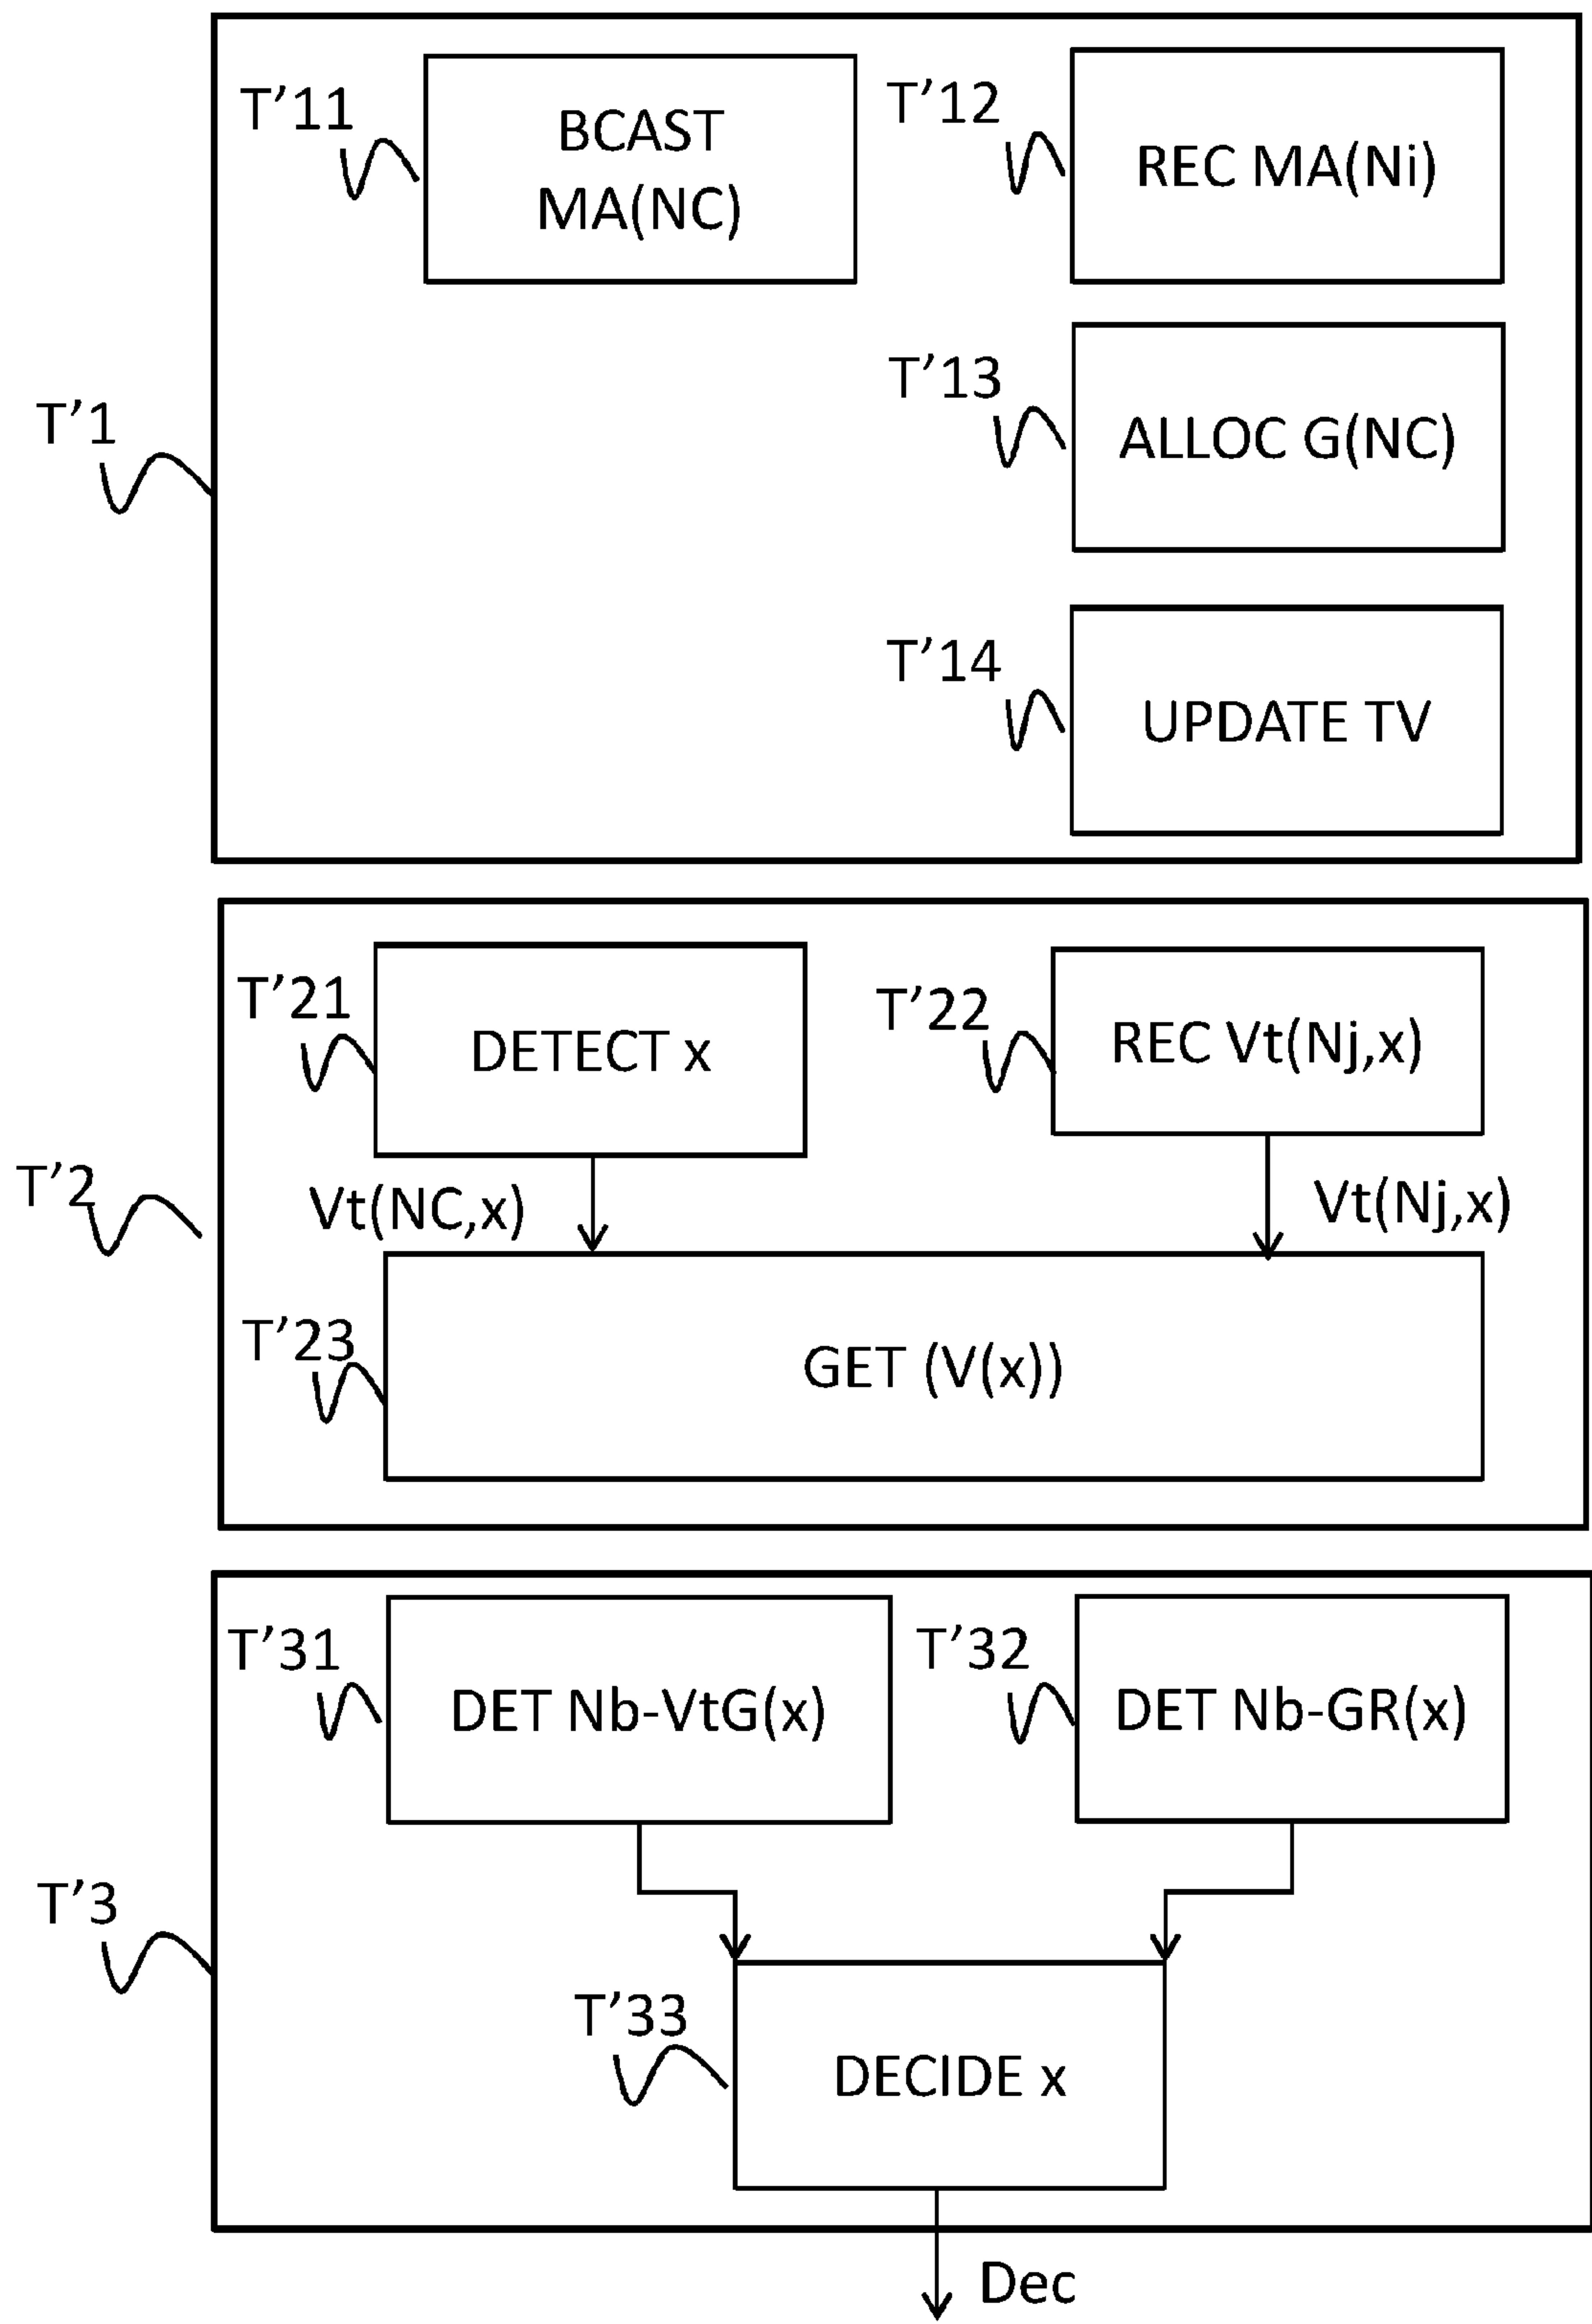 T'11
BCAST
MA(NC)
T'12
REC MA(Ni)
T'13
ALLOC G(NC)
T'1
T'14
UPDATE TV
T'21
DETECT x
T'22
REC Vt(Nj,x)
T'2
Vt(NC,x)
Vt(Nj,x)
T'23
GET (V(x))
T'31
DET Nb-VtG(x)
T'32
DET Nb-GR(x)
T'3
T'33
DECIDE x
Dec